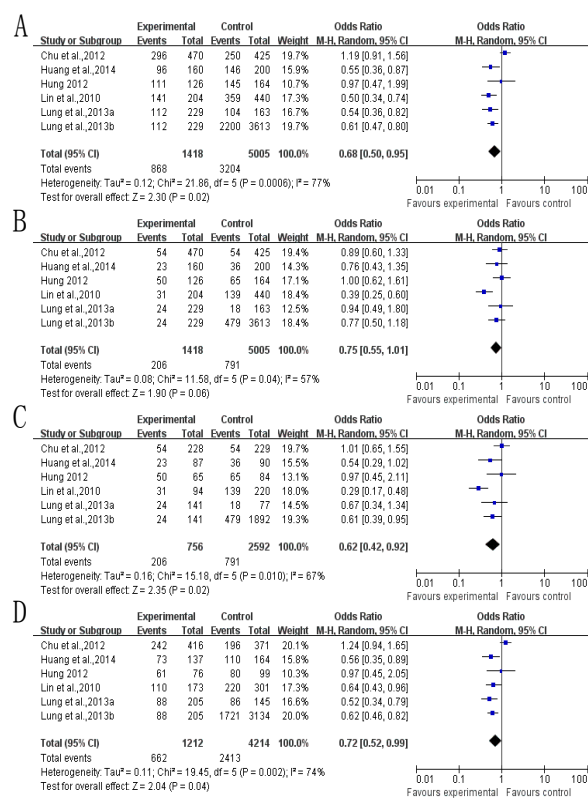 A
Experimental Control Odds Ratio Odds Ratio
Study or Subgroup Events Total Events Total Weight M-H, Random, 95% CI M-H, Random, 95% CI
Chu et al.,2012 296 470 250 425 19.7% 1.19 [0.91, 1.56]
Huang et al.,2014 96 160 146 200 14.0% 0.55 [0.36, 0.87]
Hung 2012 111 126 145 164 9.2% 0.97 [0.47, 1.99]
Lin et al.,2010 141 204 359 440 16.7% 0.50 [0.34, 0.74]
Lung et al.,2013a 112 229 104 163 15.2% 0.54 [0.36, 0.82]
Lung et al.,2013b 112 229 2200 3613 19.7% 0.61 [0.47, 0.80]
Total (95% CI) 1418 5005 100.0% 0.68 [0.50, 0.95]
Total events 868 3204
Heterogeneity: Tau² = 0.12; Chi² = 21.86, df = 5 (P = 0.0006); I² = 77%
Test for overall effect: Z = 2.30 (P = 0.02)
0.01 0.1 1 10 100
Favours experimental Favours control
B
Experimental Control Odds Ratio Odds Ratio
Study or Subgroup Events Total Events Total Weight M-H, Random, 95% CI M-H, Random, 95% CI
Chu et al.,2012 54 470 54 425 19.4% 0.89 [0.60, 1.33]
Huang et al.,2014 23 160 36 200 14.3% 0.76 [0.43, 1.35]
Hung 2012 50 126 65 164 17.1% 1.00 [0.62, 1.61]
Lin et al.,2010 31 204 139 440 18.4% 0.39 [0.25, 0.60]
Lung et al.,2013a 24 229 18 163 12.5% 0.94 [0.49, 1.80]
Lung et al.,2013b 24 229 479 3613 18.4% 0.77 [0.50, 1.18]
Total (95% CI) 1418 5005 100.0% 0.75 [0.55, 1.01]
Total events 206 791
Heterogeneity: Tau² = 0.08; Chi² = 11.58, df = 5 (P = 0.04); I² = 57%
Test for overall effect: Z = 1.90 (P = 0.06)
0.01 0.1 1 10 100
Favours experimental Favours control
C
Experimental Control Odds Ratio Odds Ratio
Study or Subgroup Events Total Events Total Weight M-H, Random, 95% CI M-H, Random, 95% CI
Chu et al.,2012 54 228 54 229 19.7% 1.01 [0.65, 1.55]
Huang et al.,2014 23 87 36 90 15.5% 0.54 [0.29, 1.02]
Hung 2012 50 65 65 84 13.1% 0.97 [0.45, 2.11]
Lin et al.,2010 31 94 139 220 18.1% 0.29 [0.17, 0.48]
Lung et al.,2013a 24 141 18 77 14.3% 0.67 [0.34, 1.34]
Lung et al.,2013b 24 141 479 1892 19.3% 0.61 [0.39, 0.95]
Total (95% CI) 756 2592 100.0% 0.62 [0.42, 0.92]
Total events 206 791
Heterogeneity: Tau² = 0.16; Chi² = 15.18, df = 5 (P = 0.010); I² = 67%
Test for overall effect: Z = 2.35 (P = 0.02)
0.01 0.1 1 10 100
Favours experimental Favours control
D
Experimental Control Odds Ratio Odds Ratio
Study or Subgroup Events Total Events Total Weight M-H, Random, 95% CI M-H, Random, 95% CI
Chu et al.,2012 242 416 196 371 20.1% 1.24 [0.94, 1.65]
Huang et al.,2014 73 137 110 164 15.8% 0.56 [0.35, 0.89]
Hung 2012 61 76 80 99 10.0% 0.97 [0.45, 2.05]
Lin et al.,2010 110 173 220 301 17.4% 0.64 [0.43, 0.96]
Lung et al.,2013a 88 205 86 145 16.6% 0.52 [0.34, 0.79]
Lung et al.,2013b 88 205 1721 3134 20.0% 0.62 [0.46, 0.82]
Total (95% CI) 1212 4214 100.0% 0.72 [0.52, 0.99]
Total events 662 2413
Heterogeneity: Tau² = 0.11; Chi² = 19.45, df = 5 (P = 0.002); I² = 74%
Test for overall effect: Z = 2.04 (P = 0.04)
0.01 0.1 1 10 100
Favours experimental Favours control